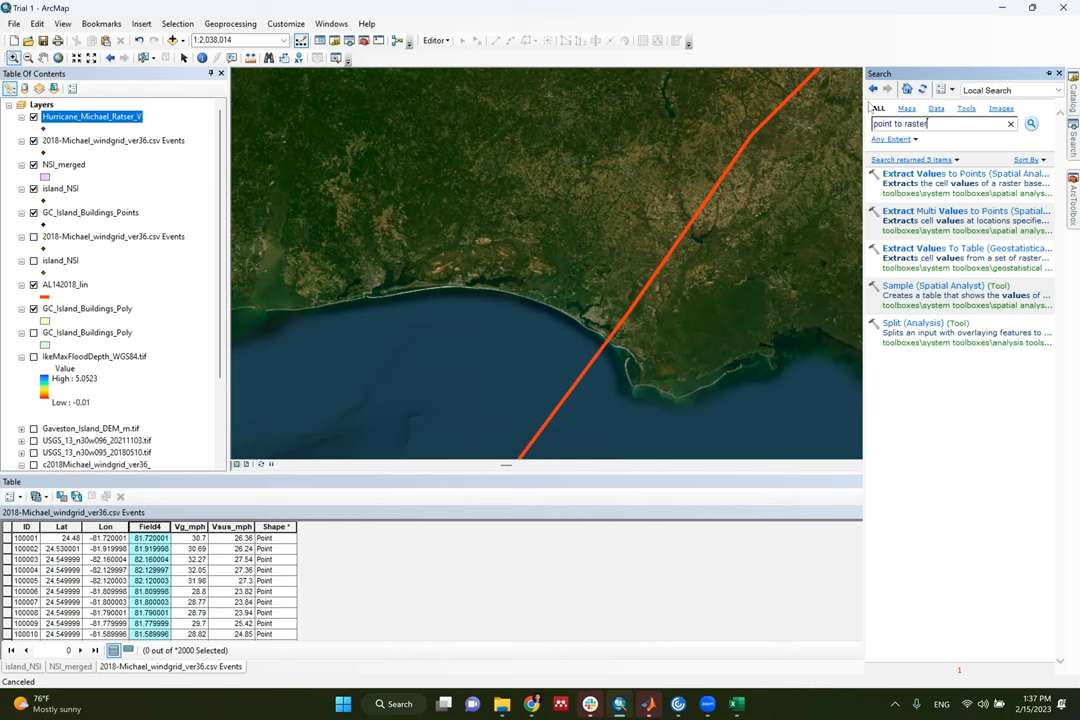 Trial 1 - ArcMap
File Edit View Bookmarks Insert Selection Geoprocessing Customize Windows Help
1:2,038,014
Editor
Table Of Contents
Layers
Hurricane_Michael_Ratser_V
2018-Michael_windgrid_ver36.csv Events
NSI_merged
island_NSI
GC_Island_Buildings_Points
2018-Michael_windgrid_ver36.csv Events
island_NSI
AL142018_lin
GC_Island_Buildings_Poly
GC_Island_Buildings_Poly
IkeMaxFloodDepth_WGS84.tif
Value
High : 5.0523
Low : -0.01
Gaveston_Island_DEM_m.tif
USGS_13_n30w096_20211103.tif
USGS_13_n30w095_20180510.tif
c2018Michael_windgrid_ver36_
Search
Local Search
ALL Maps Data Tools Images
point to raster
Any Extent
Search returned 5 items
Sort By
Extract Values to Points (Spatial Anal...
Extracts the cell values of a raster base...
toolboxes\system toolboxes\spatial analys...
Extract Multi Values to Points (Spatial...
Extracts cell values at locations specifie...
toolboxes\system toolboxes\spatial analys...
Extract Values To Table (Geostatistica...
Extracts cell values from a set of raster...
toolboxes\system toolboxes\geostatistical
Sample (Spatial Analyst) (Tool)
Creates a table that shows the values of ...
toolboxes\system toolboxes\spatial analys...
Split (Analysis) (Tool)
Splits an input with overlaying features to ...
toolboxes\system toolboxes\analysis tools...
1
Catalog
Search
ArcToolbox
Table
2018-Michael_windgrid_ver36.csv Events
ID Lat Lon Field4 Vg_mph Vsus_mph Shape *
100001 24.48 -81.720001 81.720001 30.7 26.36 Point
100002 24.530001 -81.919998 81.919998 30.69 26.24 Point
100003 24.549999 -82.160004 82.160004 32.27 27.54 Point
100004 24.549999 -82.129997 82.129997 32.05 27.36 Point
100005 24.549999 -82.120003 82.120003 31.98 27.3 Point
100006 24.549999 -81.809998 81.809998 28.8 23.82 Point
100007 24.549999 -81.800003 81.800003 28.77 23.84 Point
100008 24.549999 -81.790001 81.790001 28.79 23.94 Point
100009 24.549999 -81.779999 81.779999 29.7 25.42 Point
100010 24.549999 -81.589996 81.589996 28.82 24.85 Point
0
(0 out of *2000 Selected)
island_NSI NSI_merged 2018-Michael_windgrid_ver36.csv Events
Canceled
76°F
Mostly sunny
Search
ENG
1:37 PM
2/15/2023